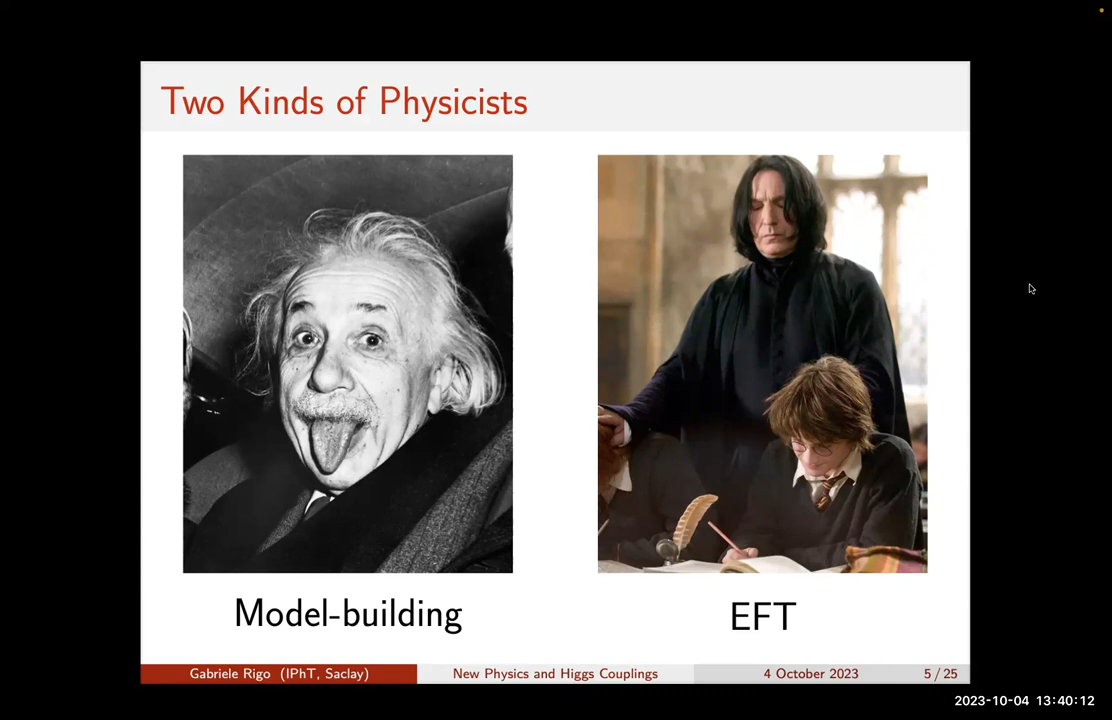 Two Kinds of Physicists
Model-building
EFT
Gabriele Rigo (IPhT, Saclay)
New Physics and Higgs Couplings
4 October 2023
5 / 25
2023-10-04 13:40:12